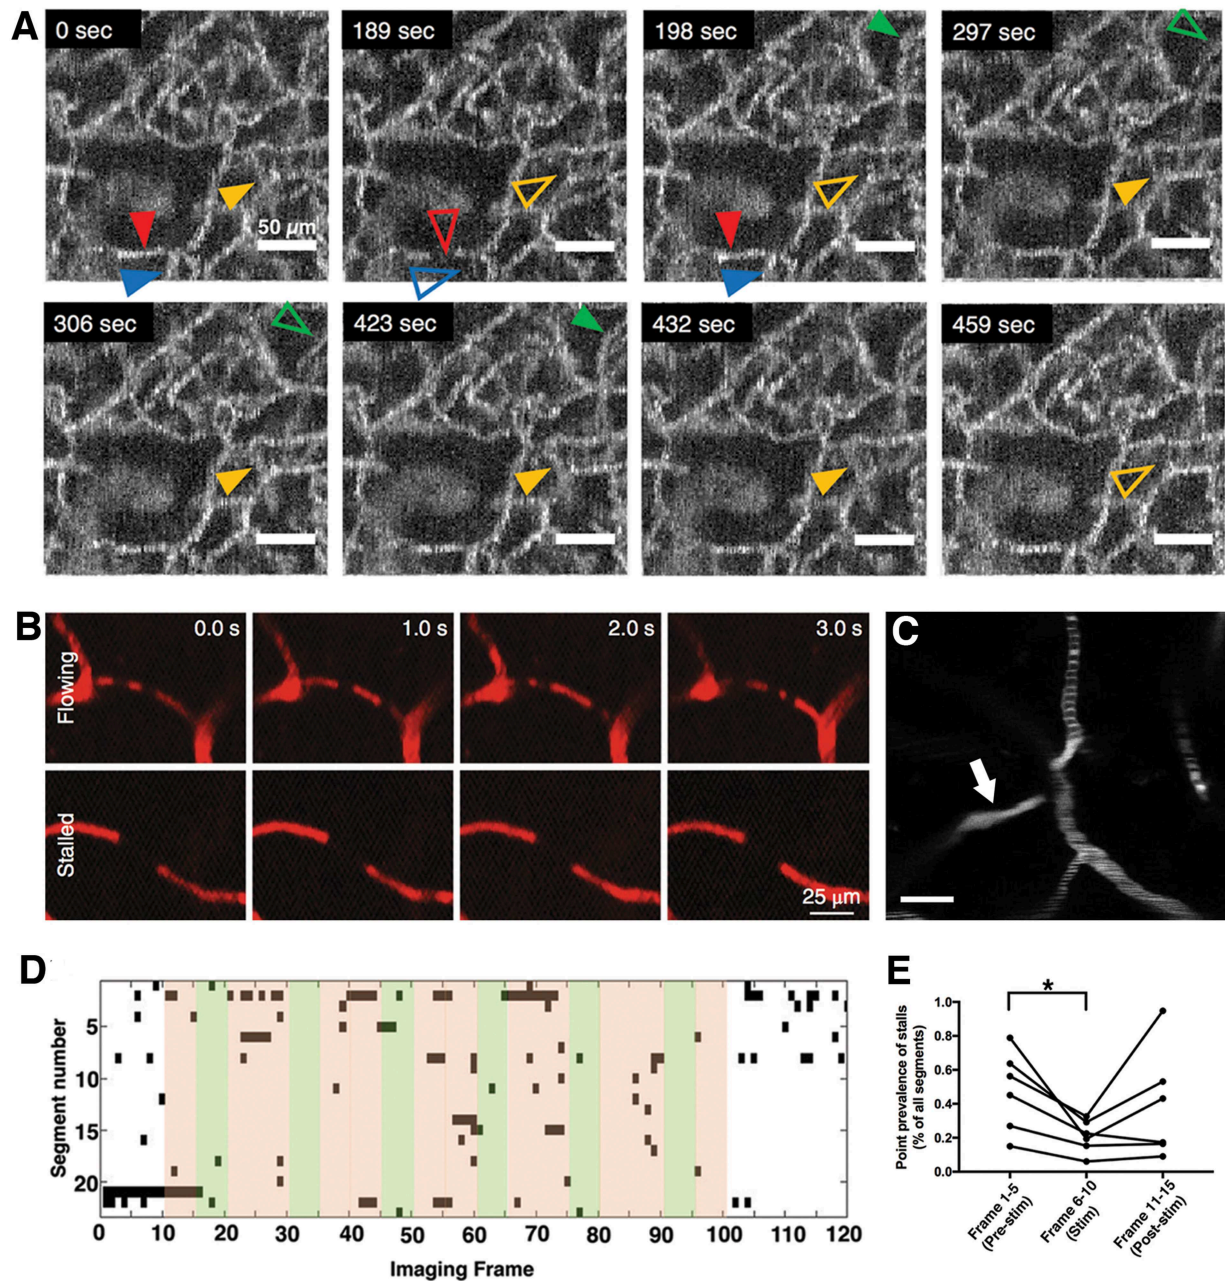 A
0 sec
189 sec
198 sec
297 sec
50 µm
306 sec
423 sec
432 sec
459 sec
B
Flowing
0.0 s
1.0 s
2.0 s
3.0 s
Stalled
25 µm
C
D
Segment number
5
10
15
20
0
10
20
30
40
50
60
70
80
90
100
110
120
Imaging Frame
E
*
Point prevalence of stalls
(% of all segments)
1.0
0.8
0.6
0.4
0.2
0.0
Frame 1-5
(Pre-stim)
Frame 6-10
(Stim)
Frame 11-15
(Post-stim)